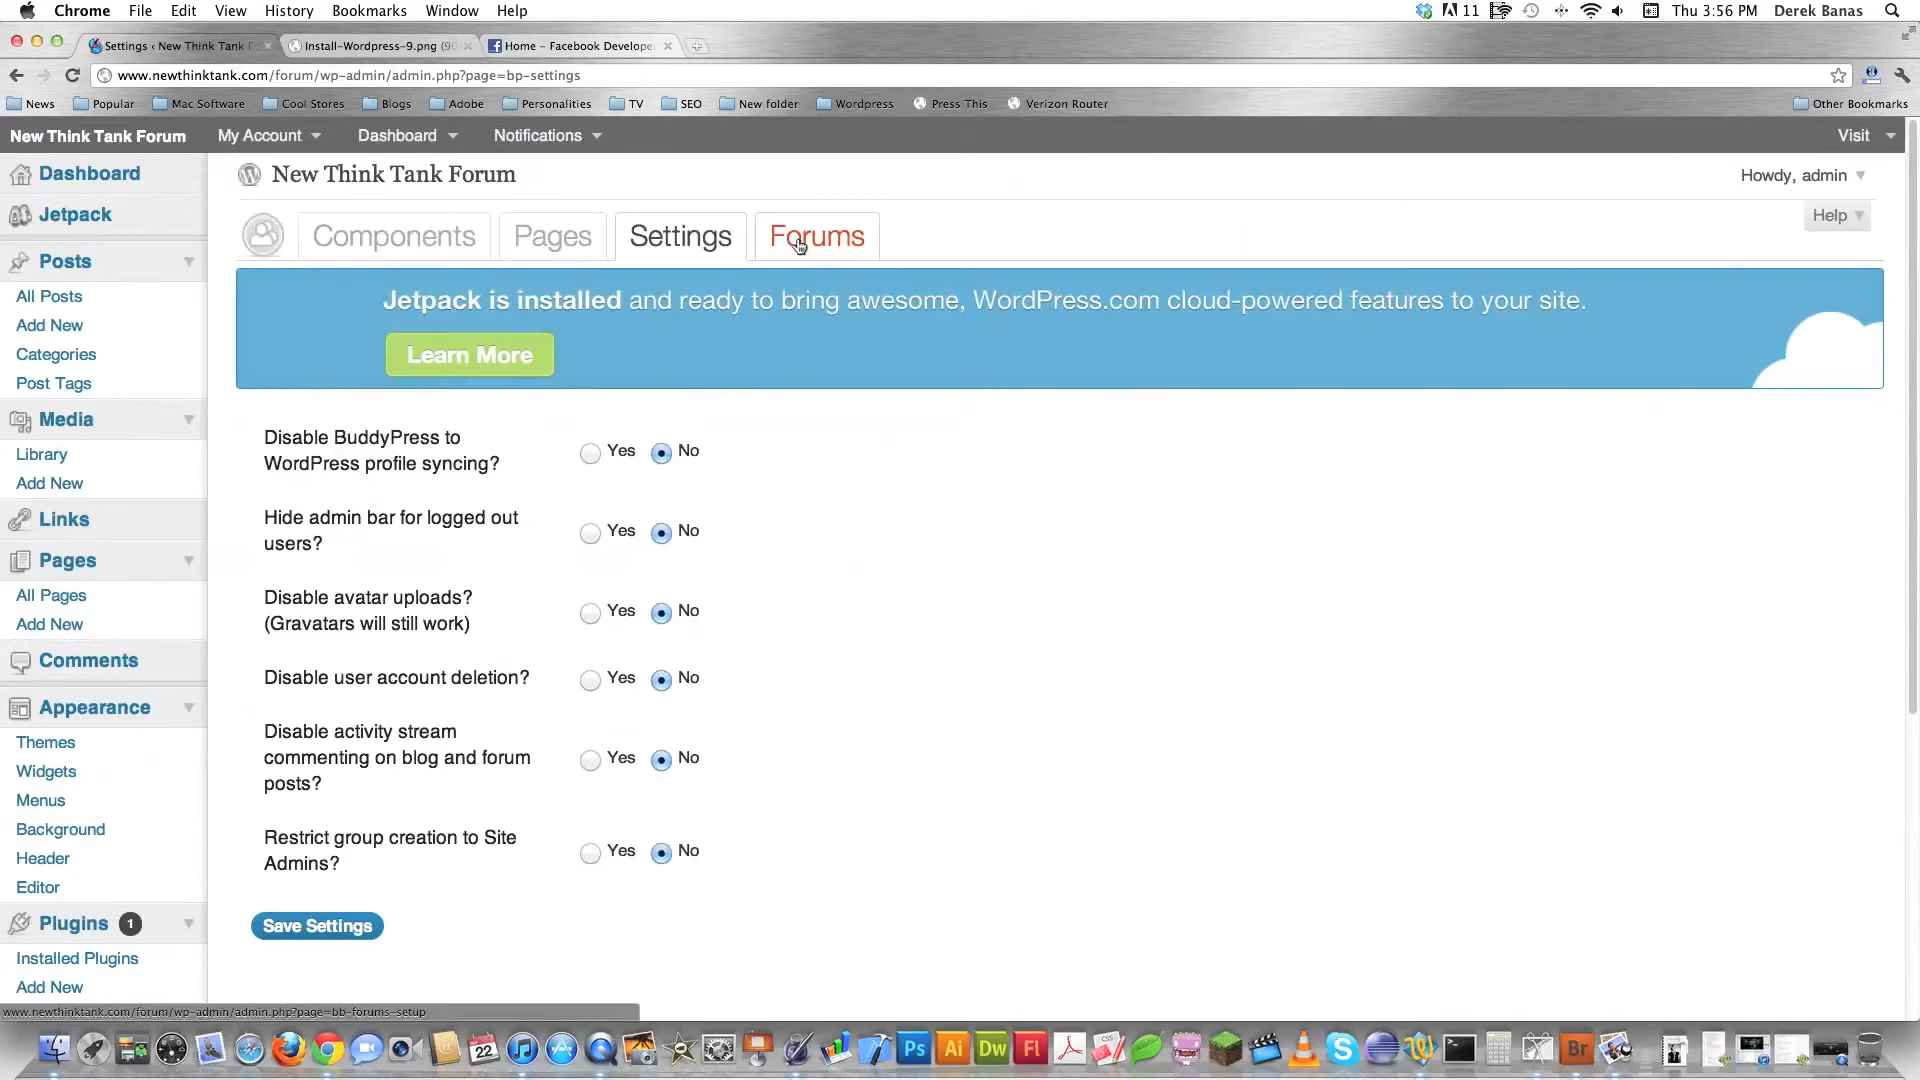 Chrome File Edit View History Bookmarks Window Help 11 Thu 3:56 PM Derek Banas
Settings ‹ New Think Tank F Install-Wordpress-9.png (90 Home – Facebook Develope
www.newthinktank.com/forum/wp-admin/admin.php?page=bp-settings
News Popular Mac Software Cool Stores Blogs Adobe Personalities TV SEO New folder Wordpress Press This Verizon Router Other Bookmarks
New Think Tank Forum My Account Dashboard Notifications Visit
Dashboard
Jetpack
Posts
All Posts
Add New
Categories
Post Tags
Media
Library
Add New
Links
Pages
All Pages
Add New
Comments
Appearance
Themes
Widgets
Menus
Background
Header
Editor
Plugins 1
Installed Plugins
Add New
New Think Tank Forum Howdy, admin
Help
Components Pages Settings Forums
Jetpack is installed and ready to bring awesome, WordPress.com cloud-powered features to your site.
Learn More
Disable BuddyPress to
WordPress profile syncing? Yes No
Hide admin bar for logged out
users? Yes No
Disable avatar uploads?
(Gravatars will still work) Yes No
Disable user account deletion? Yes No
Disable activity stream
commenting on blog and forum
posts? Yes No
Restrict group creation to Site
Admins? Yes No
Save Settings
www.newthinktank.com/forum/wp-admin/admin.php?page=bb-forums-setup
22 Ps Ai Dw Fl Br